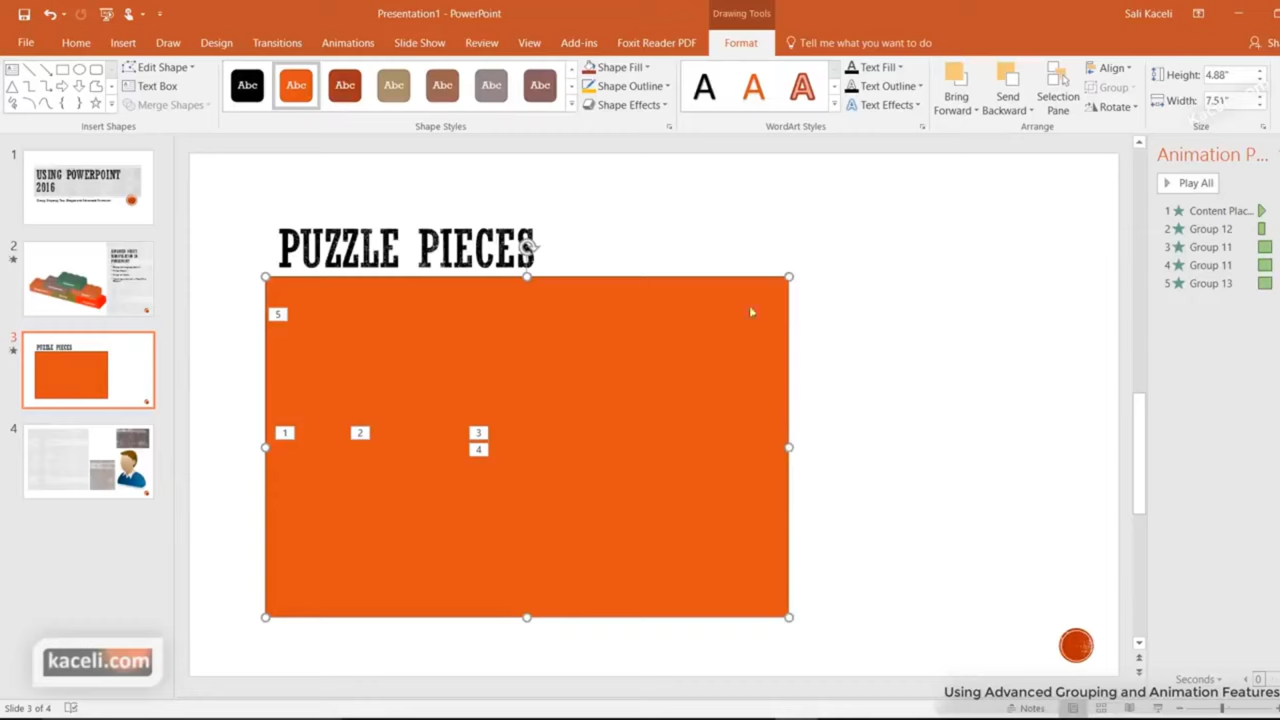 Presentation1 - PowerPoint
Drawing Tools
Sali Kaceli
File Home Insert Draw Design Transitions Animations Slide Show Review View Add-ins Foxit Reader PDF Format Tell me what you want to do
Edit Shape
Text Box
Merge Shapes
Insert Shapes
Abc Abc Abc Abc Abc Abc Abc
Shape Fill
Shape Outline
Shape Effects
Shape Styles
A A A
Text Fill
Text Outline
Text Effects
WordArt Styles
Bring
Forward
Send
Backward
Selection
Pane
Align
Group
Rotate
Arrange
Height: 4.88"
Width: 7.51"
Size
1
USING POWERPOINT
2016
2
3
PUZZLE PIECES
4
PUZZLE PIECES
5
1 2 3
4
Animation P...
Play All
1 Content Plac...
2 Group 12
3 Group 11
4 Group 11
5 Group 13
Seconds
0
kaceli.com
Using Advanced Grouping and Animation Features
Slide 3 of 4
Notes